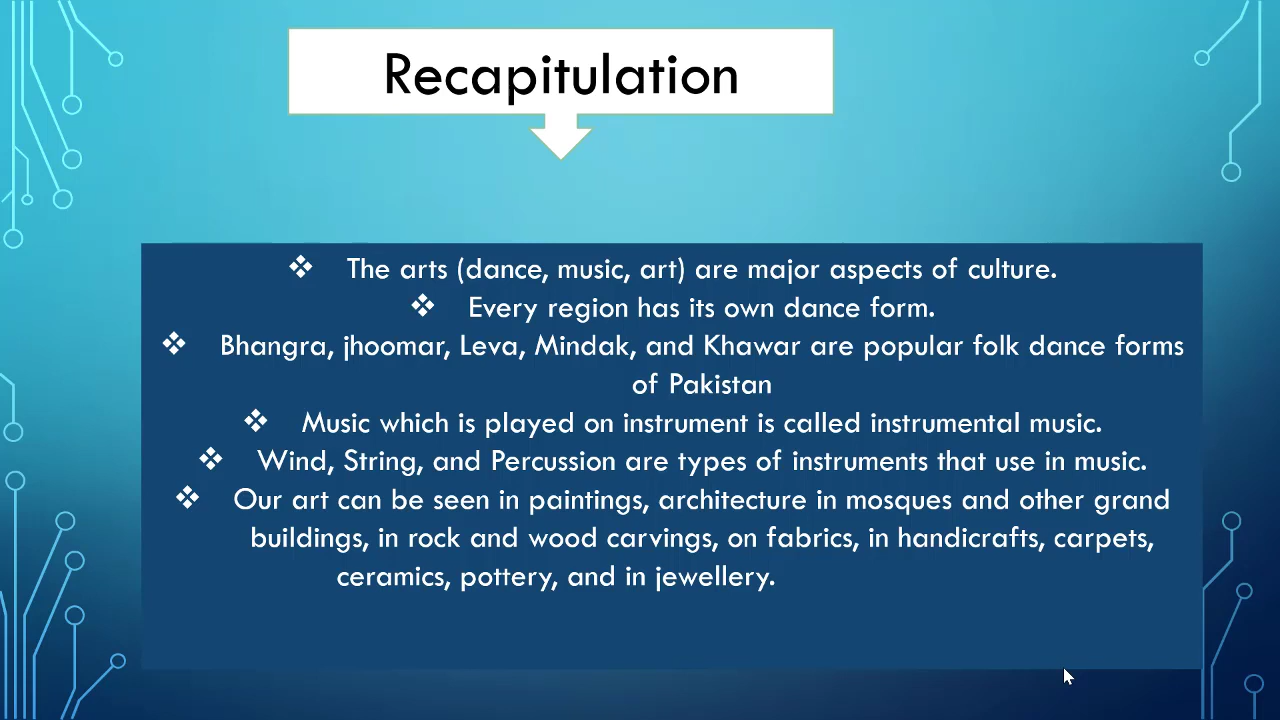 Recapitulation
❖ The arts (dance, music, art) are major aspects of culture.
❖ Every region has its own dance form.
❖ Bhangra, jhoomar, Leva, Mindak, and Khawar are popular folk dance forms
of Pakistan
❖ Music which is played on instrument is called instrumental music.
❖ Wind, String, and Percussion are types of instruments that use in music.
❖ Our art can be seen in paintings, architecture in mosques and other grand
buildings, in rock and wood carvings, on fabrics, in handicrafts, carpets,
ceramics, pottery, and in jewellery.